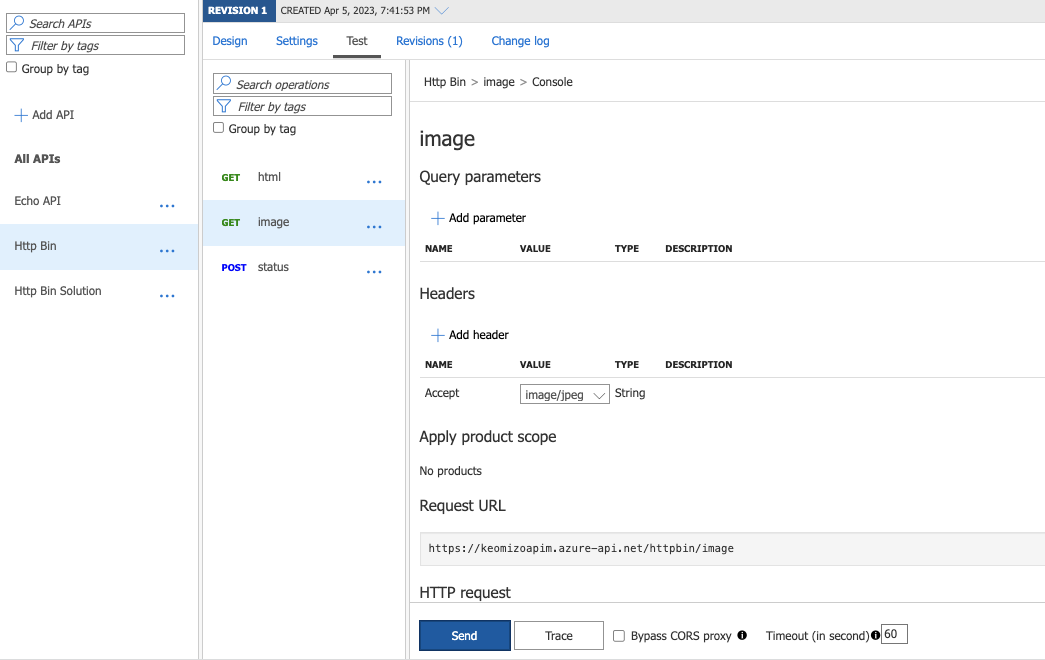 Search APIs
Filter by tags
Group by tag
Add API
All APIs
Echo API
Http Bin
Http Bin Solution
REVISION 1 CREATED Apr 5, 2023, 7:41:53 PM
Design Settings Test Revisions (1) Change log
Search operations
Filter by tags
Group by tag
GET html
GET image
POST status
Http Bin > image > Console
image
Query parameters
Add parameter
NAME VALUE TYPE DESCRIPTION
Headers
Add header
NAME VALUE TYPE DESCRIPTION
Accept image/jpeg String
Apply product scope
No products
Request URL
https://keomizoapim.azure-api.net/httpbin/image
HTTP request
Send Trace Bypass CORS proxy Timeout (in second) 60